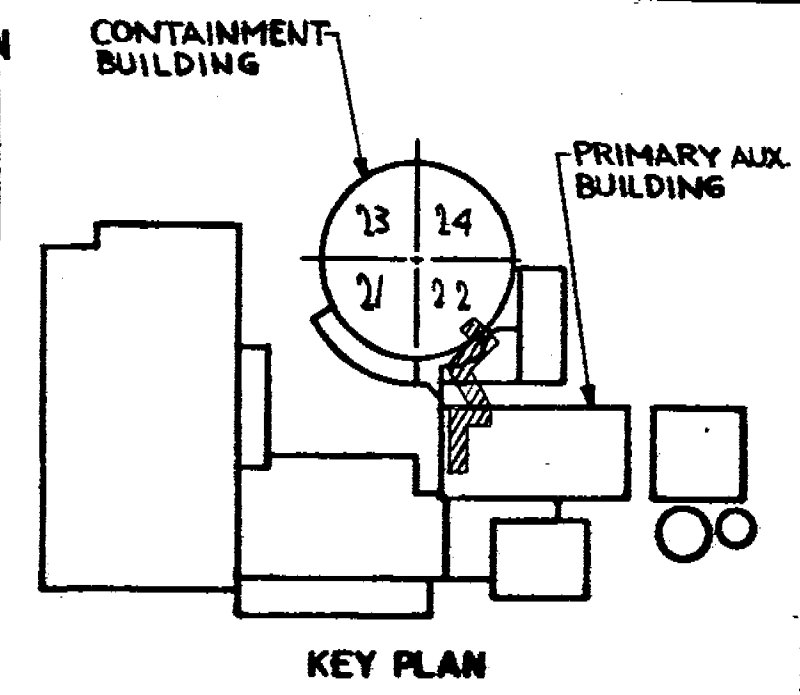 N
CONTAINMENT
BUILDING
PRIMARY AUX.
BUILDING
23 24
21 22
KEY PLAN